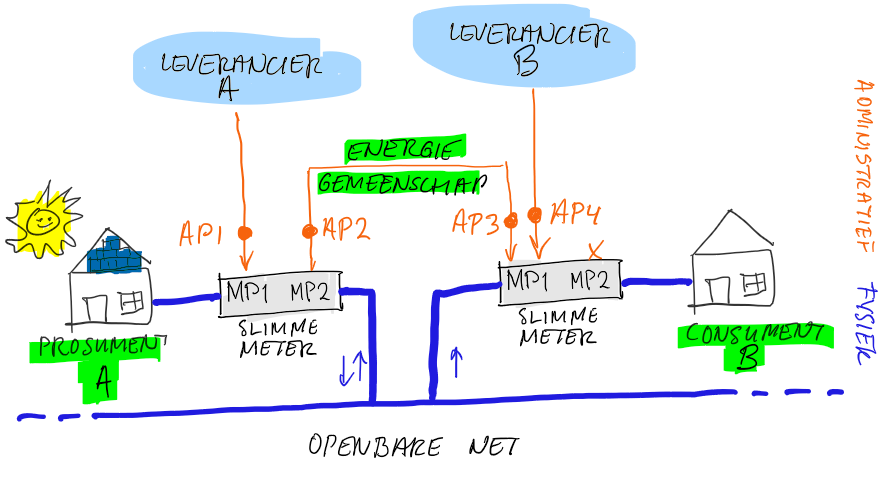 LEVERANCIER
A
LEVERANCIER
B
ENERGIE
GEMEENSCHAP
AP1
AP2
AP3
AP4
X
MP1 MP2
SLIMME
METER
MP1 MP2
SLIMME
METER
PROSUMENT
A
CONSUMENT
B
OPENBARE NET
ADMINISTRATIEF
FYSIEK